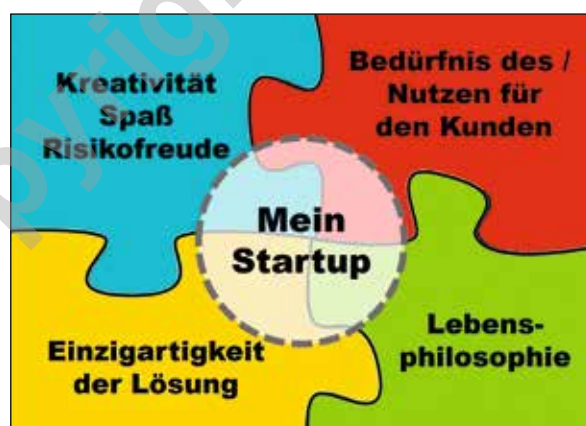 Kreativität
Spaß
Risikofreude
Bedürfnis des /
Nutzen für
den Kunden
Mein
Startup
Einzigartigkeit
der Lösung
Lebens-
philosophie